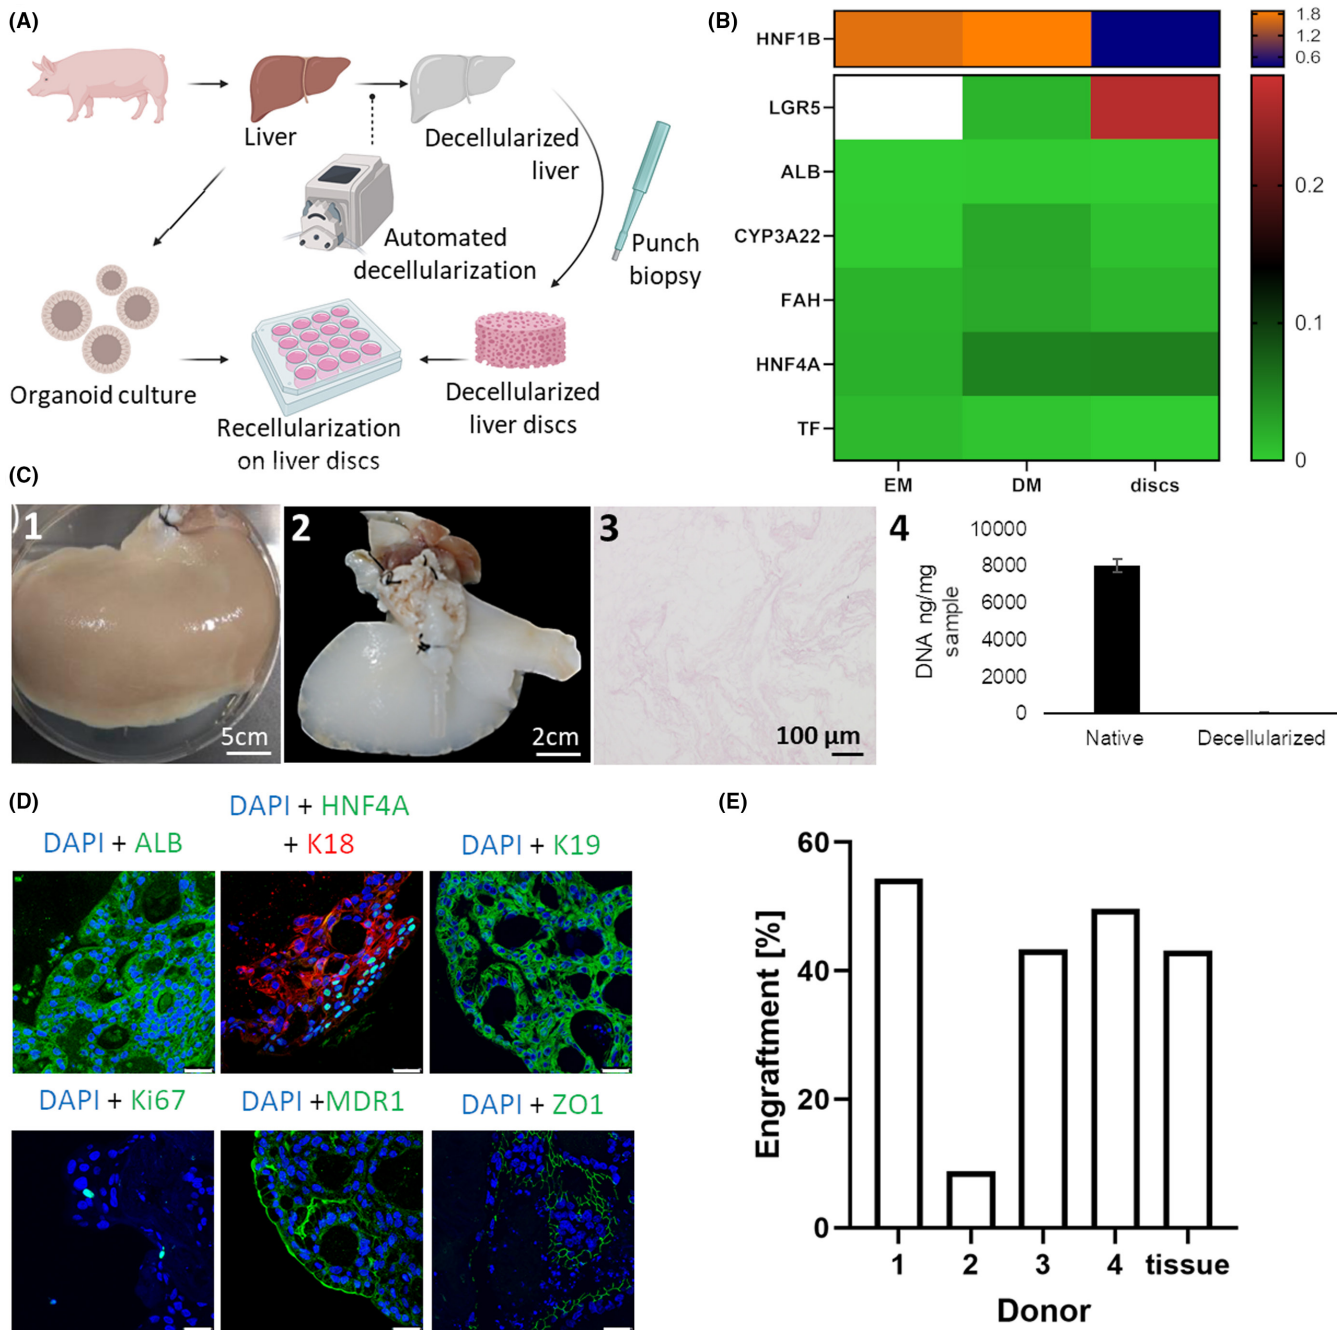 (A)
Liver
Decellularized
liver
Automated
decellularization
Punch
biopsy
Organoid culture
Recellularization
on liver discs
Decellularized
liver discs
(B)
HNF1B
LGR5
ALB
CYP3A22
FAH
HNF4A
TF
EM DM discs
1.8
1.2
0.6
0.2
0.1
0
(C)
1
5cm
2
2cm
3
100 µm
4
DNA ng/mg
sample
10000
8000
6000
4000
2000
0
Native Decellularized
(D)
DAPI + ALB
DAPI + HNF4A
+ K18
DAPI + K19
DAPI + Ki67
DAPI +MDR1
DAPI + ZO1
(E)
Engraftment [%]
60
40
20
0
1 2 3 4 tissue
Donor